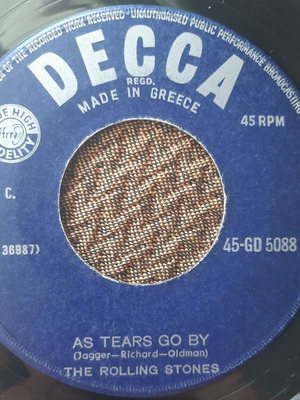 OF THE RECORDED WORK RESERVED UNAUTHORISED PUBLIC PERFORMANCE BROADCASTING
DECCA
REGD.
MADE IN GREECE
45 RPM
HIGH
ffrr
FIDELITY
C.
36987)
45-GD 5088
AS TEARS GO BY
(Jagger—Richard—Oldman)
THE ROLLING STONES